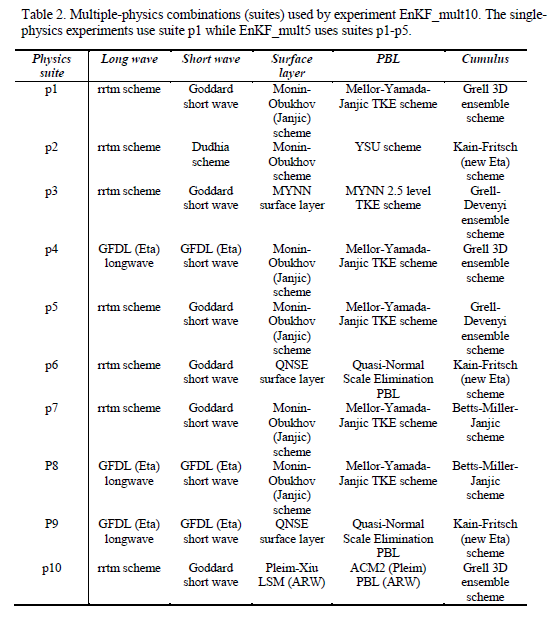 Table 2. Multiple-physics combinations (suites) used by experiment EnKF_mult10. The single-
physics experiments use suite p1 while EnKF_mult5 uses suites p1-p5.
Physics Long wave Short wave Surface PBL Cumulus
suite layer
p1 rrtm scheme Goddard Monin- Mellor-Yamada- Grell 3D
short wave Obukhov Janjic TKE scheme ensemble
(Janjic) scheme
scheme
p2 rrtm scheme Dudhia Monin- YSU scheme Kain-Fritsch
scheme Obukhov (new Eta)
scheme scheme
p3 rrtm scheme Goddard MYNN MYNN 2.5 level Grell-
short wave surface layer TKE scheme Devenyi
ensemble
scheme
p4 GFDL (Eta) GFDL (Eta) Monin- Mellor-Yamada- Grell 3D
longwave short wave Obukhov Janjic TKE scheme ensemble
(Janjic) scheme
scheme
p5 rrtm scheme Goddard Monin- Mellor-Yamada- Grell-
short wave Obukhov Janjic TKE scheme Devenyi
(Janjic) ensemble
scheme scheme
p6 rrtm scheme Goddard QNSE Quasi-Normal Kain-Fritsch
short wave surface layer Scale Elimination (new Eta)
PBL scheme
p7 rrtm scheme Goddard Monin- Mellor-Yamada- Betts-Miller-
short wave Obukhov Janjic TKE scheme Janjic
(Janjic) scheme
scheme
P8 GFDL (Eta) GFDL (Eta) Monin- Mellor-Yamada- Betts-Miller-
longwave short wave Obukhov Janjic TKE scheme Janjic
(Janjic) scheme
scheme
P9 GFDL (Eta) GFDL (Eta) QNSE Quasi-Normal Kain-Fritsch
longwave short wave surface layer Scale Elimination (new Eta)
PBL scheme
p10 rrtm scheme Goddard Pleim-Xiu ACM2 (Pleim) Grell 3D
short wave LSM (ARW) PBL (ARW) ensemble
scheme